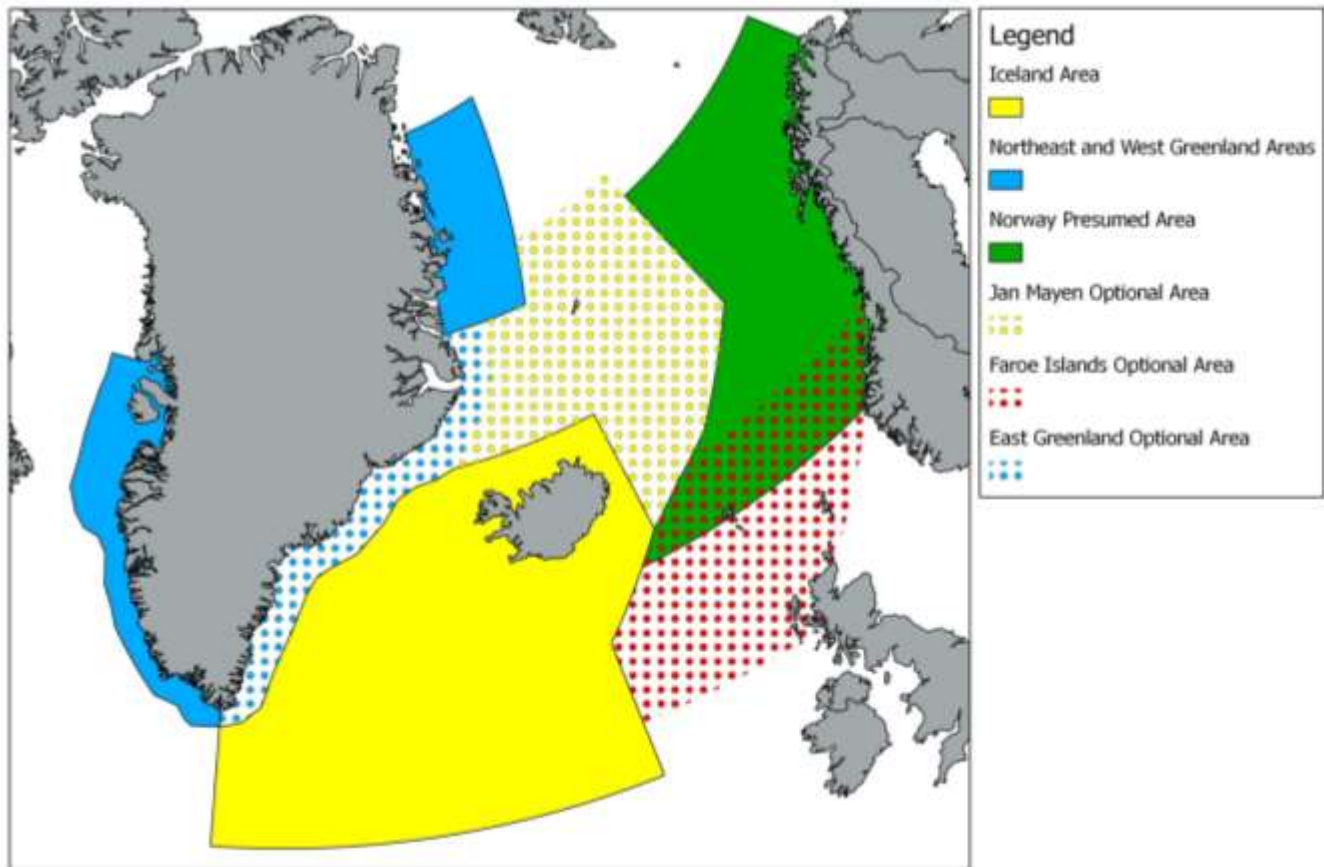 Legend
Iceland Area
Northeast and West Greenland Areas
Norway Presumed Area
Jan Mayen Optional Area
Faroe Islands Optional Area
East Greenland Optional Area